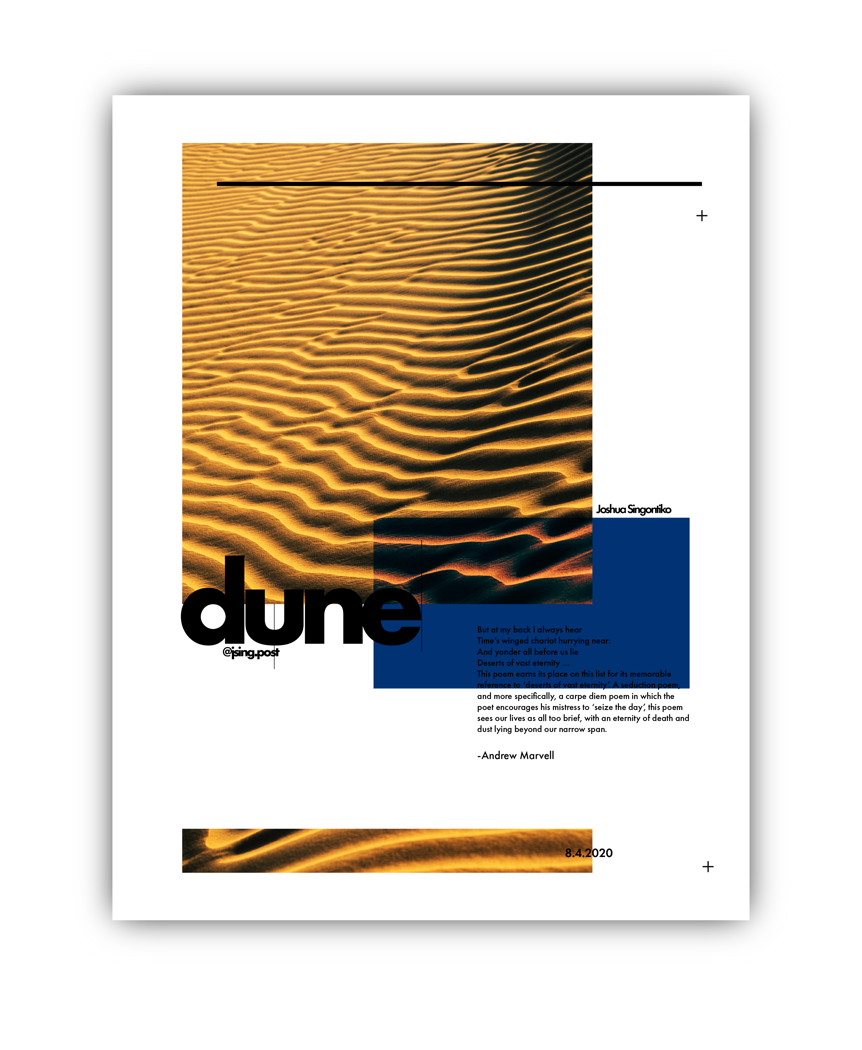 Joshua Singontiko
dune
@jsing.post
But at my back I always hear
Time's winged chariot hurrying near:
And yonder all before us lie
Deserts of vast eternity ...
This poem earns its place on this list for its memorable
reference to 'deserts of vast eternity'. A seduction poem,
and more specifically, a carpe diem poem in which the
poet encourages his mistress to 'seize the day', this poem
sees our lives as all too brief, with an eternity of death and
dust lying beyond our narrow span.
-Andrew Marvell
8.4.2020